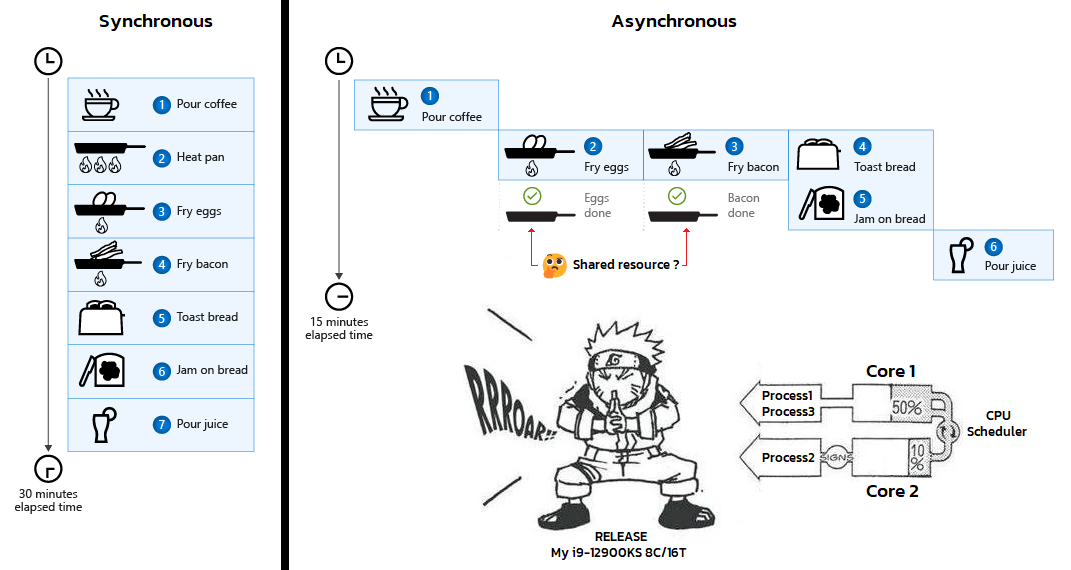 Synchronous
1 Pour coffee
2 Heat pan
3 Fry eggs
4 Fry bacon
5 Toast bread
6 Jam on bread
7 Pour juice
30 minutes
elapsed time
Asynchronous
1
Pour coffee
2
Fry eggs
3
Fry bacon
4
Toast bread
Eggs
done
Bacon
done
5
Jam on bread
6
Pour juice
Shared resource ?
15 minutes
elapsed time
RRROAR!!
RELEASE
My i9-12900KS 8C/16T
Core 1
Process1
Process3
50%
CPU
Scheduler
Process2
SIGNS
10
%
Core 2